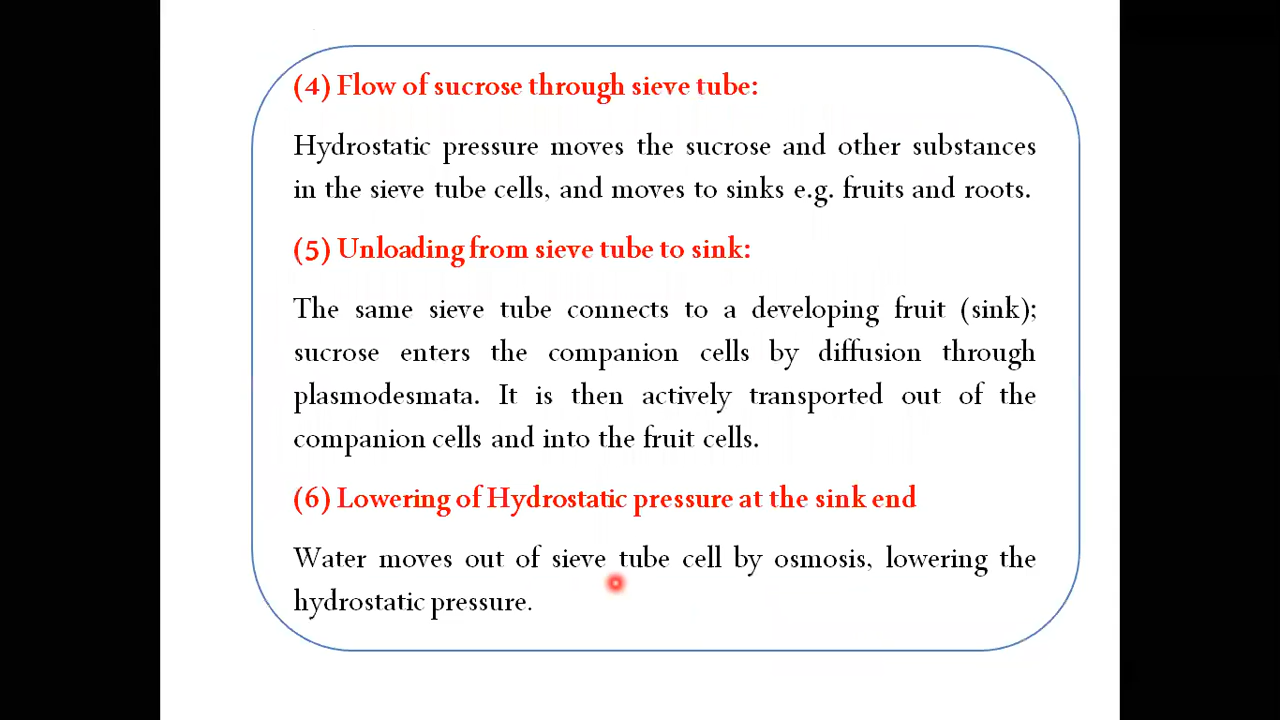 (4) Flow of sucrose through sieve tube:
Hydrostatic pressure moves the sucrose and other substances
in the sieve tube cells, and moves to sinks e.g. fruits and roots.
(5) Unloading from sieve tube to sink:
The same sieve tube connects to a developing fruit (sink);
sucrose enters the companion cells by diffusion through
plasmodesmata. It is then actively transported out of the
companion cells and into the fruit cells.
(6) Lowering of Hydrostatic pressure at the sink end
Water moves out of sieve tube cell by osmosis, lowering the
hydrostatic pressure.